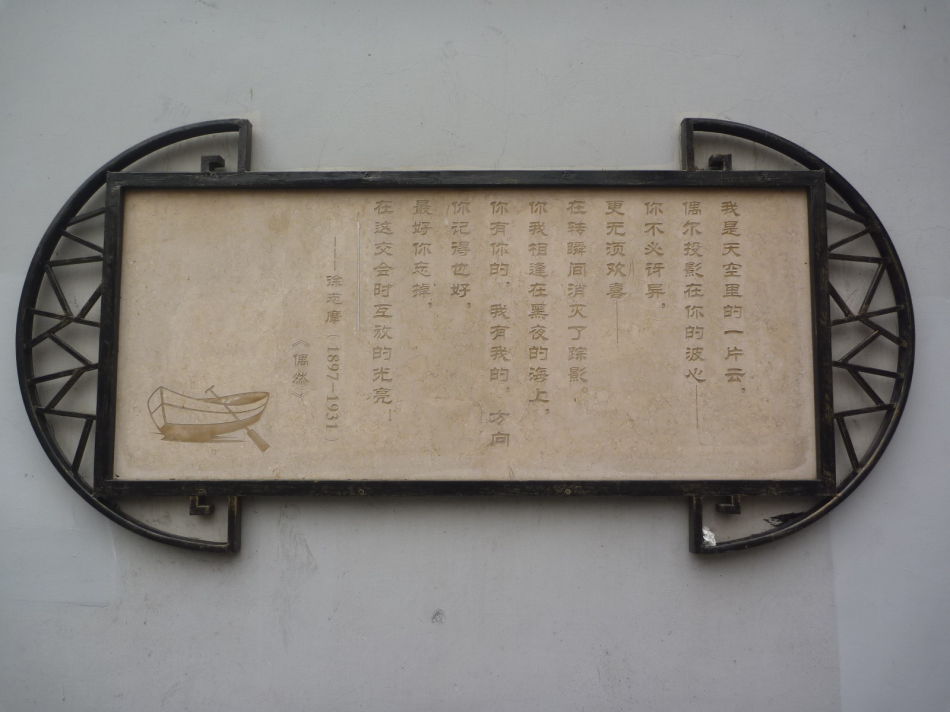 我是天空里的一片云，
偶尔投影在你的波心——
你不必讶异，
更无须欢喜——
在转瞬间消灭了踪影。
你我相逢在黑夜的海上，
你有你的，我有我的，方向
你记得也好，
最好你忘掉，
在这交会时互放的光亮！
——徐志摩（1897-1931）
《偶然》